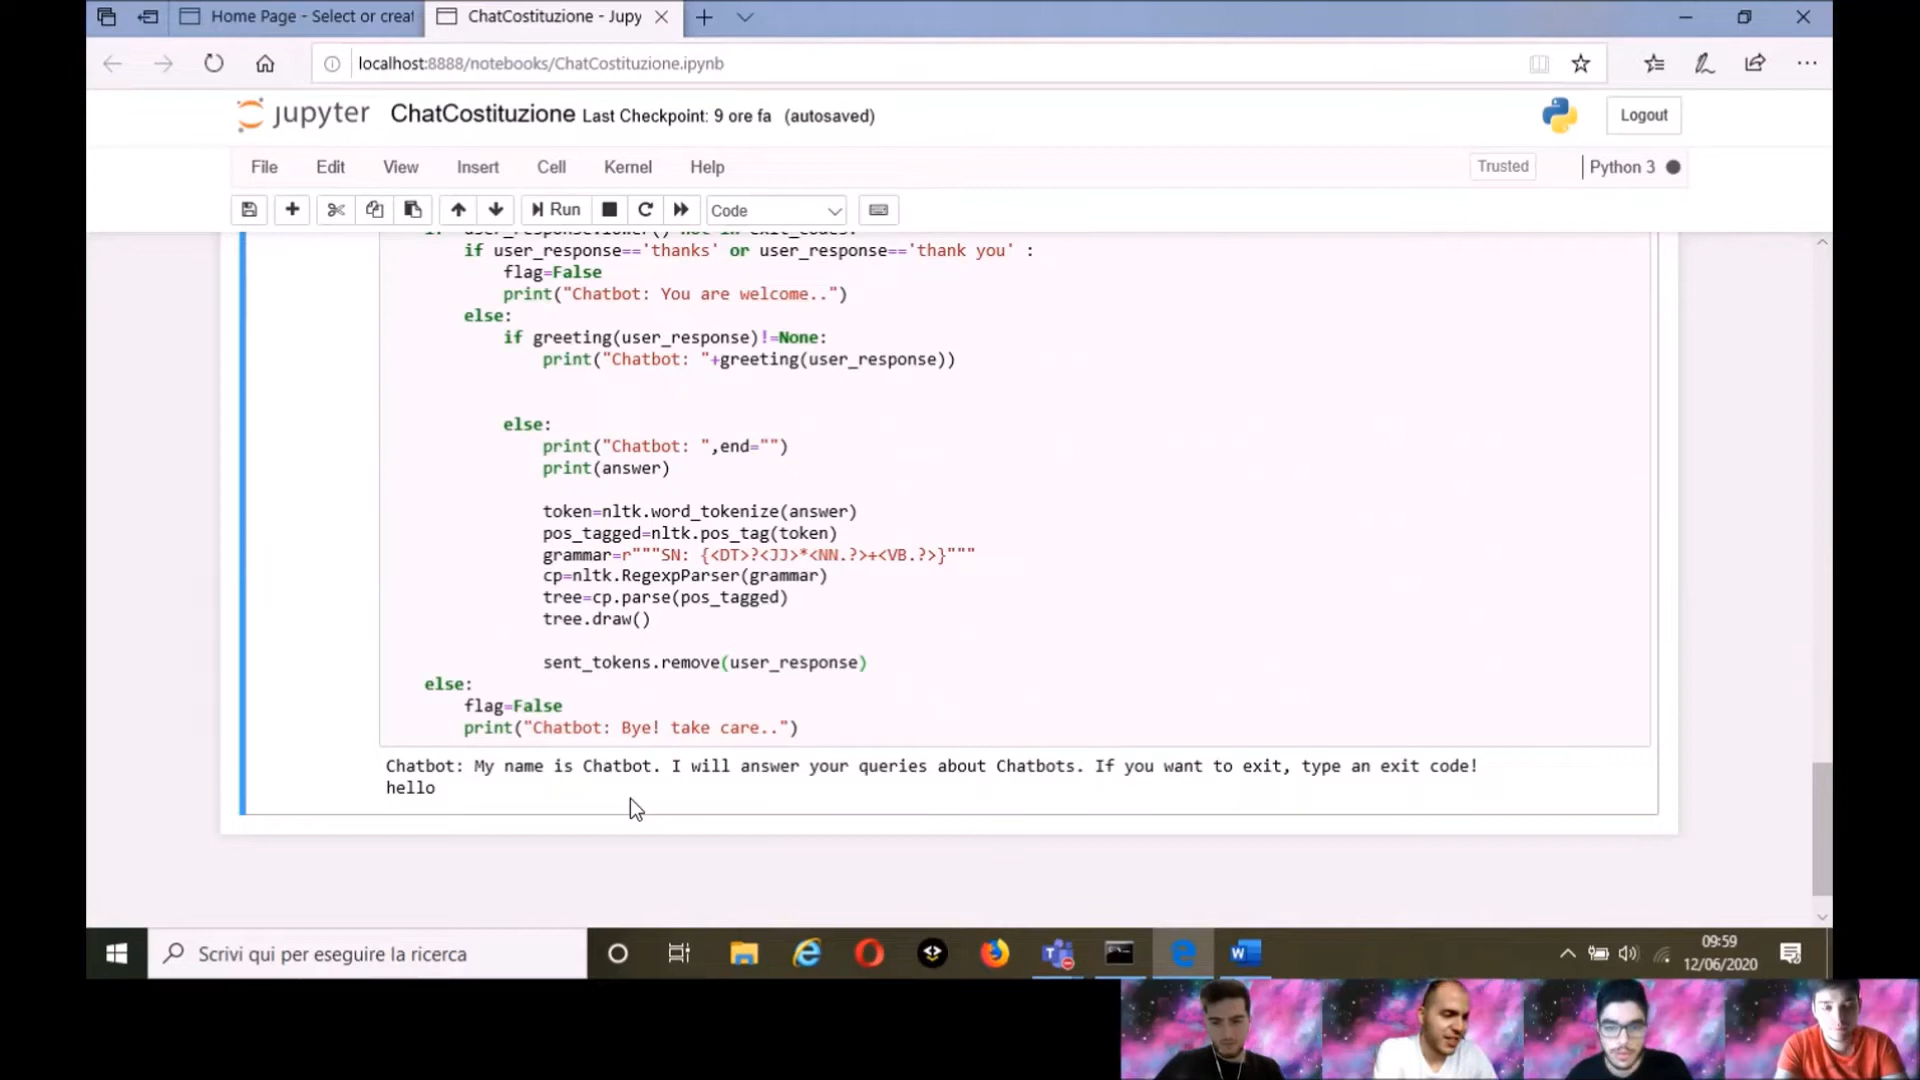 Home Page - Select or creat
ChatCostituzione - Jupy
localhost:8888/notebooks/ChatCostituzione.ipynb
jupyter ChatCostituzione Last Checkpoint: 9 ore fa (autosaved)
Logout
File Edit View Insert Cell Kernel Help
Trusted
Python 3
Run
Code
if user_response.lower() not in exit_codes:
if user_response=='thanks' or user_response=='thank you' :
flag=False
print("Chatbot: You are welcome..")
else:
if greeting(user_response)!=None:
print("Chatbot: "+greeting(user_response))
else:
print("Chatbot: ",end="")
print(answer)
token=nltk.word_tokenize(answer)
pos_tagged=nltk.pos_tag(token)
grammar=r"""SN: {<DT>?<JJ>*<NN.?>+<VB.?>}"""
cp=nltk.RegexpParser(grammar)
tree=cp.parse(pos_tagged)
tree.draw()
sent_tokens.remove(user_response)
else:
flag=False
print("Chatbot: Bye! take care..")
Chatbot: My name is Chatbot. I will answer your queries about Chatbots. If you want to exit, type an exit code!
hello
Scrivi qui per eseguire la ricerca
09:59
12/06/2020